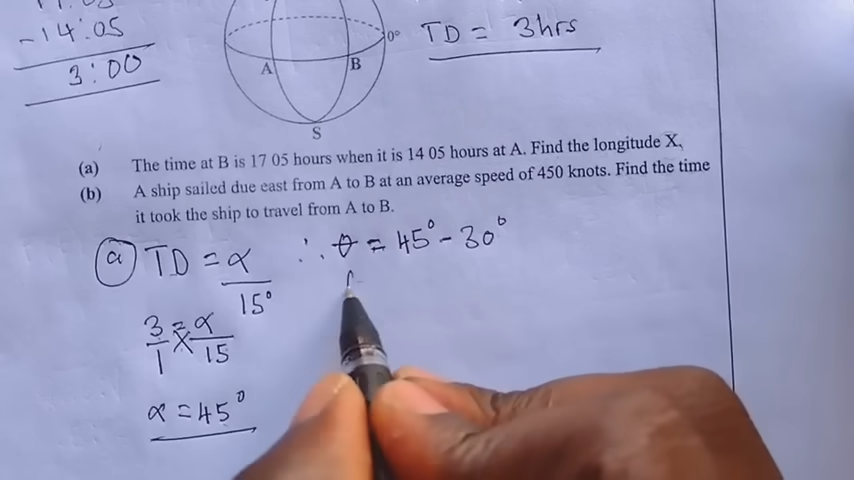 -14:05
3:00
TD = 3hrs
0°
A
B
S
(a) The time at B is 17 05 hours when it is 14 05 hours at A. Find the longitude X,
(b) A ship sailed due east from A to B at an average speed of 450 knots. Find the time
it took the ship to travel from A to B.
a TD = α/15° ∴ θ = 45° - 30°
3/1 = α/15
α = 45°